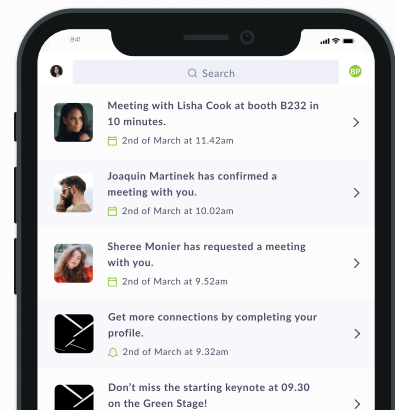 9:41
Search
BP
Meeting with Lisha Cook at booth B232 in
10 minutes.
2nd of March at 11.42am
Joaquin Martinek has confirmed a
meeting with you.
2nd of March at 10.02am
Sheree Monier has requested a meeting
with you.
2nd of March at 9.52am
Get more connections by completing your
profile.
2nd of March at 9.32am
Don’t miss the starting keynote at 09.30
on the Green Stage!